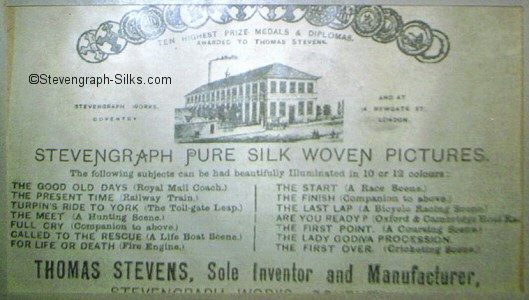 TEN HIGHEST PRIZE MEDALS & DIPLOMAS
AWARDED TO THOMAS STEVENS.
©Stevengraph-Silks.com
STEVENGRAPH WORKS,
COVENTRY
AND AT
NEWGATE ST.,
LONDON.
STEVENGRAPH PURE SILK WOVEN PICTURES.
The following subjects can be had beautifully Illuminated in 10 or 12 colours:
THE GOOD OLD DAYS (Royal Mail Coach.)
THE PRESENT TIME (Railway Train.)
TURPIN'S RIDE TO YORK (The Toll-gate Leap.)
THE MEET (A Hunting Scene.)
FULL CRY (Companion to above.)
CALLED TO THE RESCUE (A Life Boat Scene.)
FOR LIFE OR DEATH (Fire Engine.)
THE START (A Race Scene.)
THE FINISH (Companion to above.)
THE LAST LAP (A Bicycle Racing Scene.)
ARE YOU READY? (Oxford & Cambridge Boat
THE FIRST POINT. (A Coursing Scene.)
THE LADY GODIVA PROCESSION.
THE FIRST OVER. (Cricketing Scene.)
THOMAS STEVENS, Sole Inventor and Manufacturer,
STEVENGRAPH WORKS,